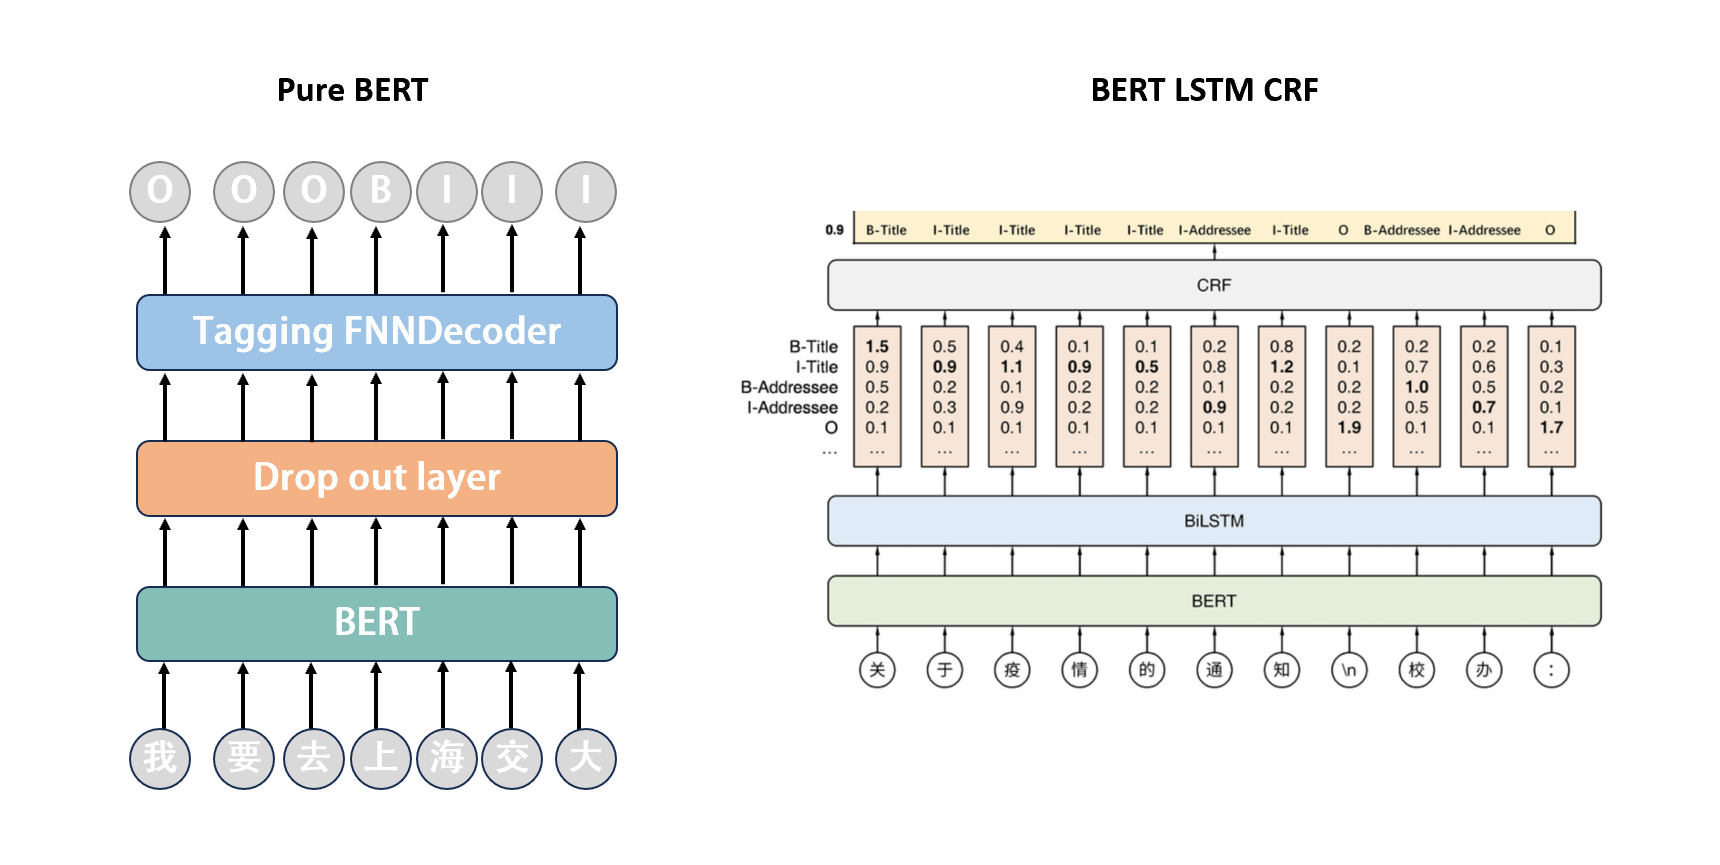 Pure BERT
O O O B I I I
Tagging FNNDecoder
Drop out layer
BERT
我 要 去 上 海 交 大
BERT LSTM CRF
0.9 B-Title I-Title I-Title I-Title I-Title I-Addressee I-Title O B-Addressee I-Addressee O
CRF
B-Title 1.5 0.5 0.4 0.1 0.1 0.2 0.8 0.2 0.2 0.2 0.1
I-Title 0.9 0.9 1.1 0.9 0.5 0.8 1.2 0.1 0.7 0.6 0.3
B-Addressee 0.5 0.2 0.1 0.2 0.2 0.1 0.2 0.2 1.0 0.5 0.2
I-Addressee 0.2 0.3 0.9 0.2 0.2 0.9 0.2 0.2 0.5 0.7 0.1
O 0.1 0.1 0.1 0.1 0.1 0.1 0.1 1.9 0.1 0.1 1.7
... ... ... ... ... ... ... ... ... ... ... ...
BiLSTM
BERT
关 于 疫 情 的 通 知 \n 校 办 :